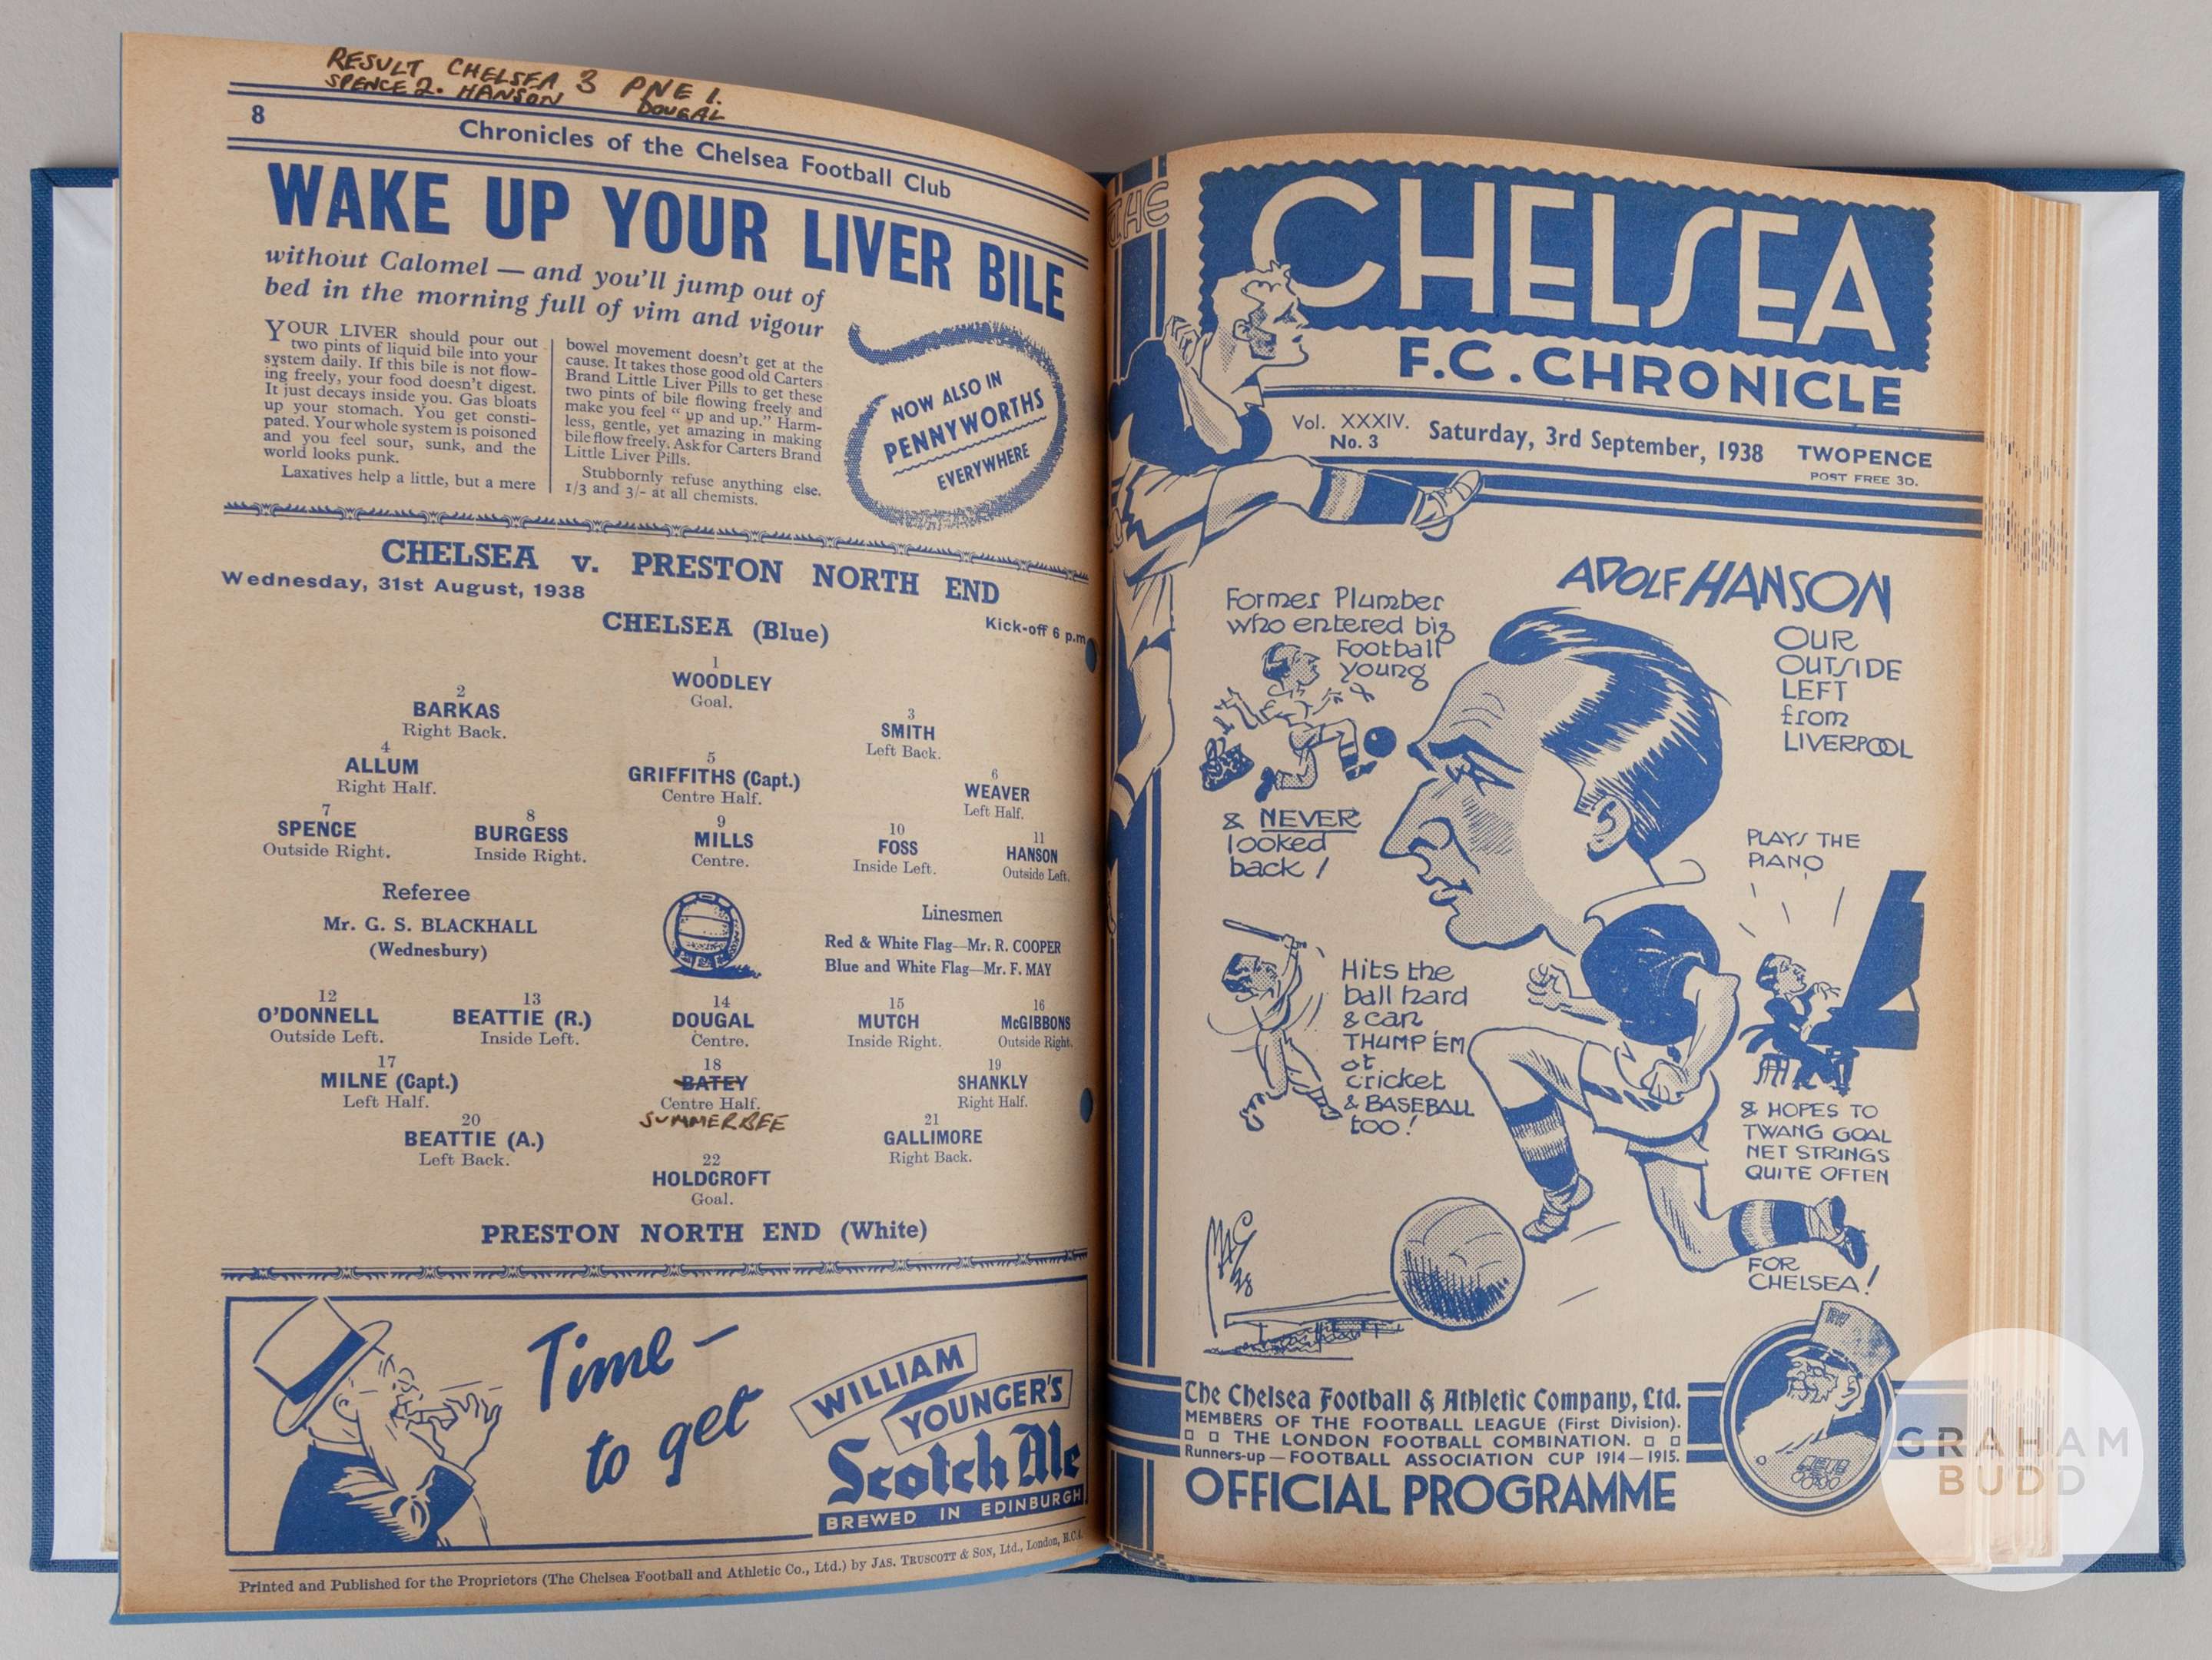 RESULT CHELSEA 3 PNE 1.
SPENCE 2. HANSON DOUGAL
8
Chronicles of the Chelsea Football Club
WAKE UP YOUR LIVER BILE
without Calomel — and you'll jump out of
bed in the morning full of vim and vigour
YOUR LIVER should pour out
two pints of liquid bile into your
system daily. If this bile is not flow-
ing freely, your food doesn't digest.
It just decays inside you. Gas bloats
up your stomach. You get consti-
pated. Your whole system is poisoned
and you feel sour, sunk, and the
world looks punk.
Laxatives help a little, but a mere
bowel movement doesn't get at the
cause. It takes those good old Carters
Brand Little Liver Pills to get these
two pints of bile flowing freely and
make you feel "up and up." Harm-
less, gentle, yet amazing in making
bile flow freely. Ask for Carters Brand
Little Liver Pills.
Stubbornly refuse anything else.
1/3 and 3/- at all chemists.
NOW ALSO IN
PENNYWORTHS
EVERYWHERE
CHELSEA v. PRESTON NORTH END
Wednesday, 31st August, 1938
Kick-off 6 p.m
CHELSEA (Blue)
1
WOODLEY
Goal.
2
BARKAS
Right Back.
3
SMITH
Left Back.
4
ALLUM
Right Half.
5
GRIFFITHS (Capt.)
Centre Half.
6
WEAVER
Left Half.
7
SPENCE
Outside Right.
8
BURGESS
Inside Right.
9
MILLS
Centre.
10
FOSS
Inside Left.
11
HANSON
Outside Left.
Referee
Mr. G. S. BLACKHALL
(Wednesbury)
Linesmen
Red & White Flag—Mr. R. COOPER
Blue and White Flag—Mr. F. MAY
12
O'DONNELL
Outside Left.
13
BEATTIE (R.)
Inside Left.
14
DOUGAL
Centre.
15
MUTCH
Inside Right.
16
McGIBBONS
Outside Right.
17
MILNE (Capt.)
Left Half.
18
BATEY
Centre Half.
SUMMERBEE
19
SHANKLY
Right Half.
20
BEATTIE (A.)
Left Back.
21
GALLIMORE
Right Back.
22
HOLDCROFT
Goal.
PRESTON NORTH END (White)
Time –
to get
WILLIAM
YOUNGER'S
Scotch Ale
BREWED IN EDINBURGH
Printed and Published for the Proprietors (The Chelsea Football and Athletic Co., Ltd.) by JAS. TRUSCOTT & SON, Ltd., London, E.C.4.
THE
CHELSEA
F.C. CHRONICLE
Vol. XXXIV.
No. 3
Saturday, 3rd September, 1938
TWOPENCE
POST FREE 3D.
ADOLF HANSON
OUR
OUTSIDE
LEFT
from
LIVERPOOL
Former Plumber
who entered big
Football
young
& NEVER
looked
back!
PLAYS THE
PIANO
Hits the
ball hard
& can
THUMP 'EM
at
cricket
& BASEBALL
too!
& HOPES TO
TWANG GOAL
NET STRINGS
QUITE OFTEN
FOR
CHELSEA!
MAC
38
The Chelsea Football & Athletic Company, Ltd.
MEMBERS OF THE FOOTBALL LEAGUE (First Division).
THE LONDON FOOTBALL COMBINATION.
Runners-up — FOOTBALL ASSOCIATION CUP 1914—1915.
OFFICIAL PROGRAMME
GRAHAM
BUDD